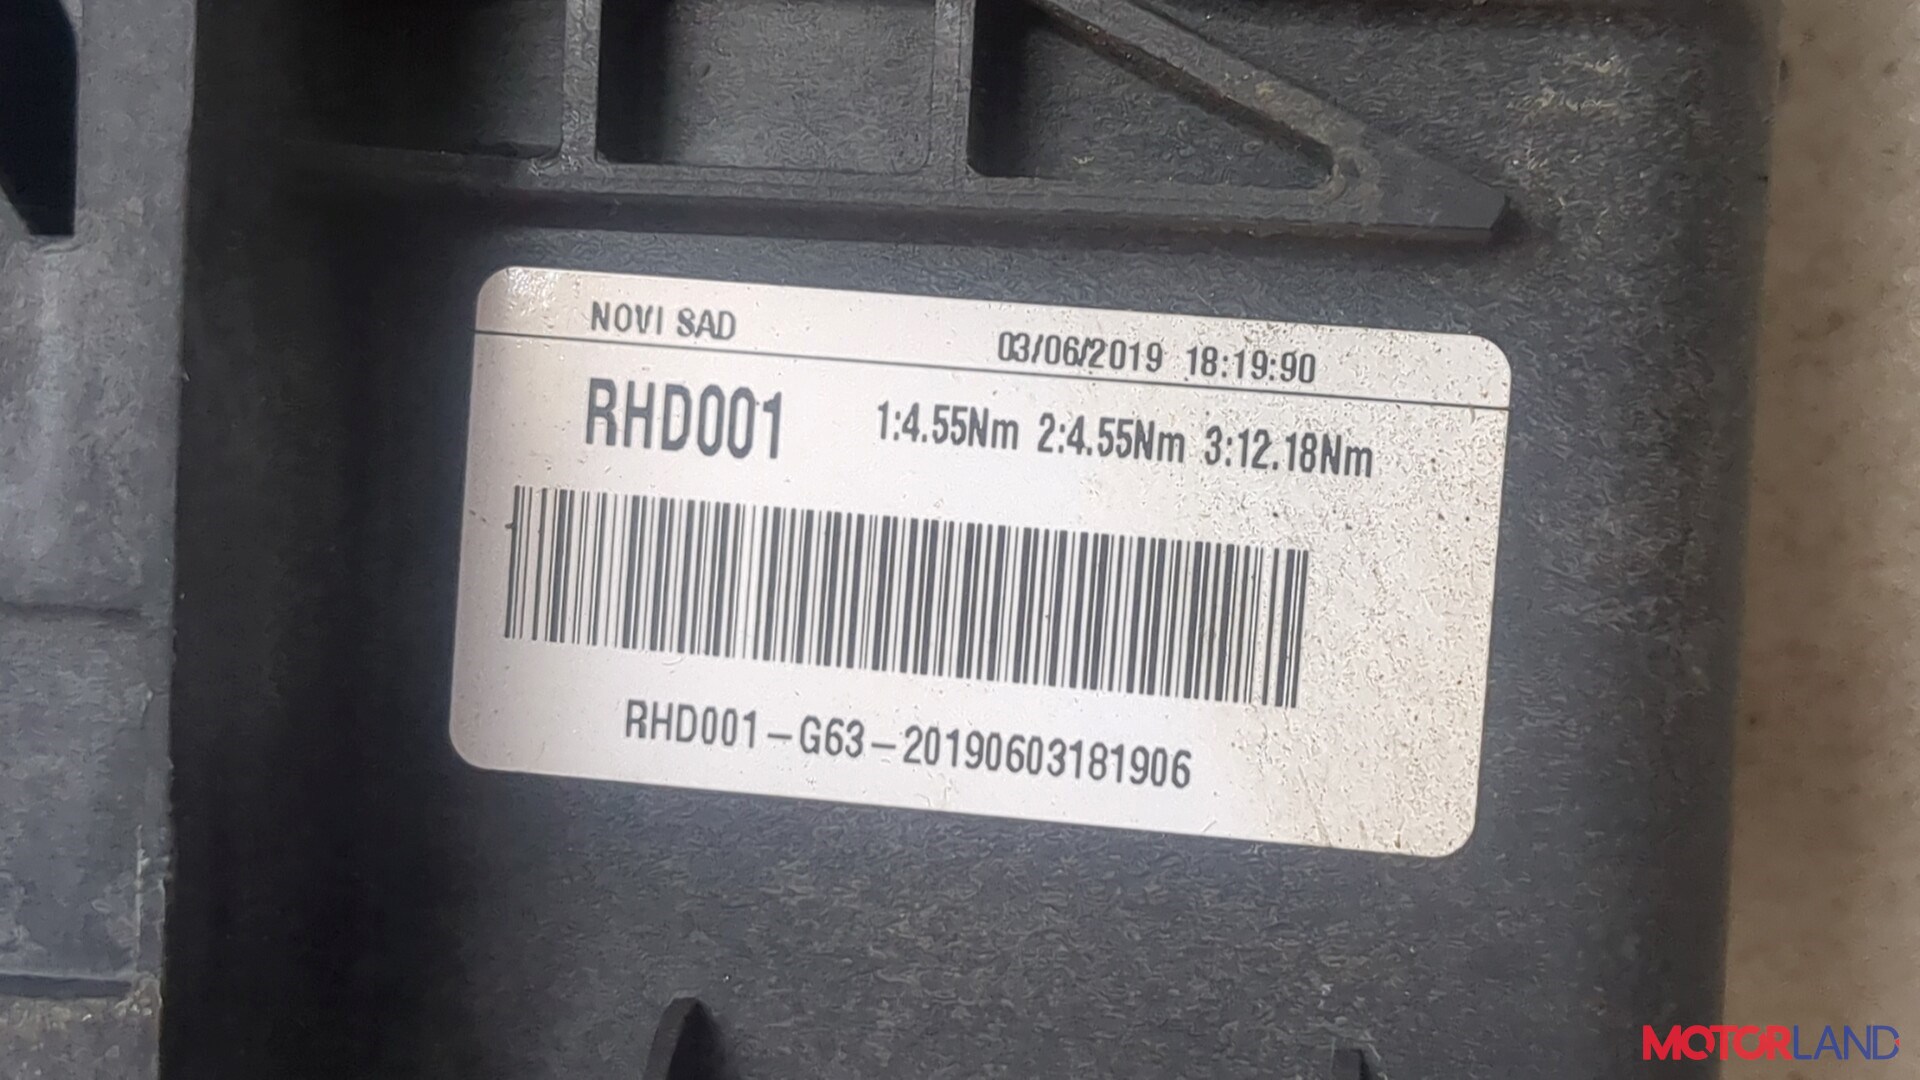 NOVI SAD 03/06/2019 18:19:90
RHD001 1:4.55Nm 2:4.55Nm 3:12.18Nm
RHD001-G63-20190603181906
MOTORLAND